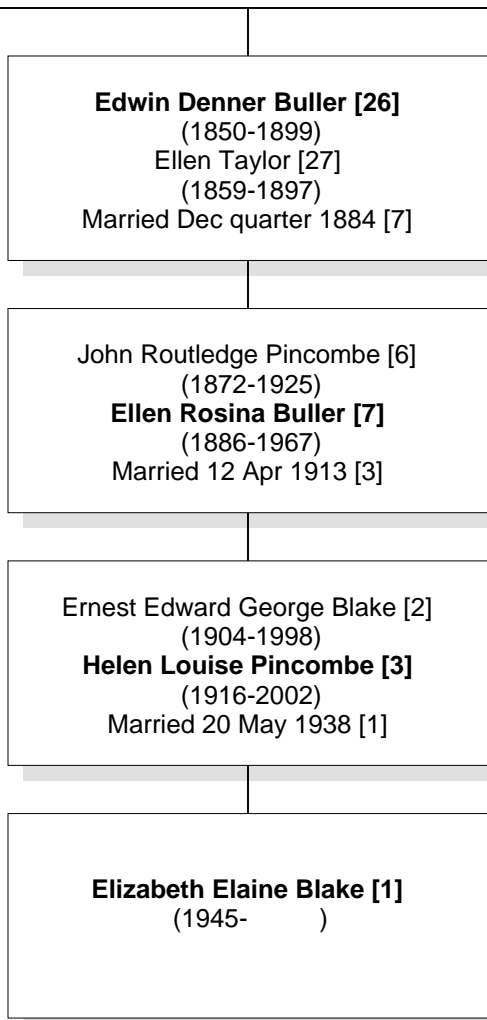 Edwin Denner Buller [26]
(1850-1899)
Ellen Taylor [27]
(1859-1897)
Married Dec quarter 1884 [7]
John Routledge Pincombe [6]
(1872-1925)
Ellen Rosina Buller [7]
(1886-1967)
Married 12 Apr 1913 [3]
Ernest Edward George Blake [2]
(1904-1998)
Helen Louise Pincombe [3]
(1916-2002)
Married 20 May 1938 [1]
Elizabeth Elaine Blake [1]
(1945-        )